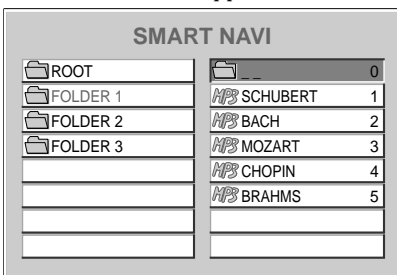 SMART NAVI
ROOT
FOLDER 1
FOLDER 2
FOLDER 3
_ _ 0
MP3 SCHUBERT 1
MP3 BACH 2
MP3 MOZART 3
MP3 CHOPIN 4
MP3 BRAHMS 5